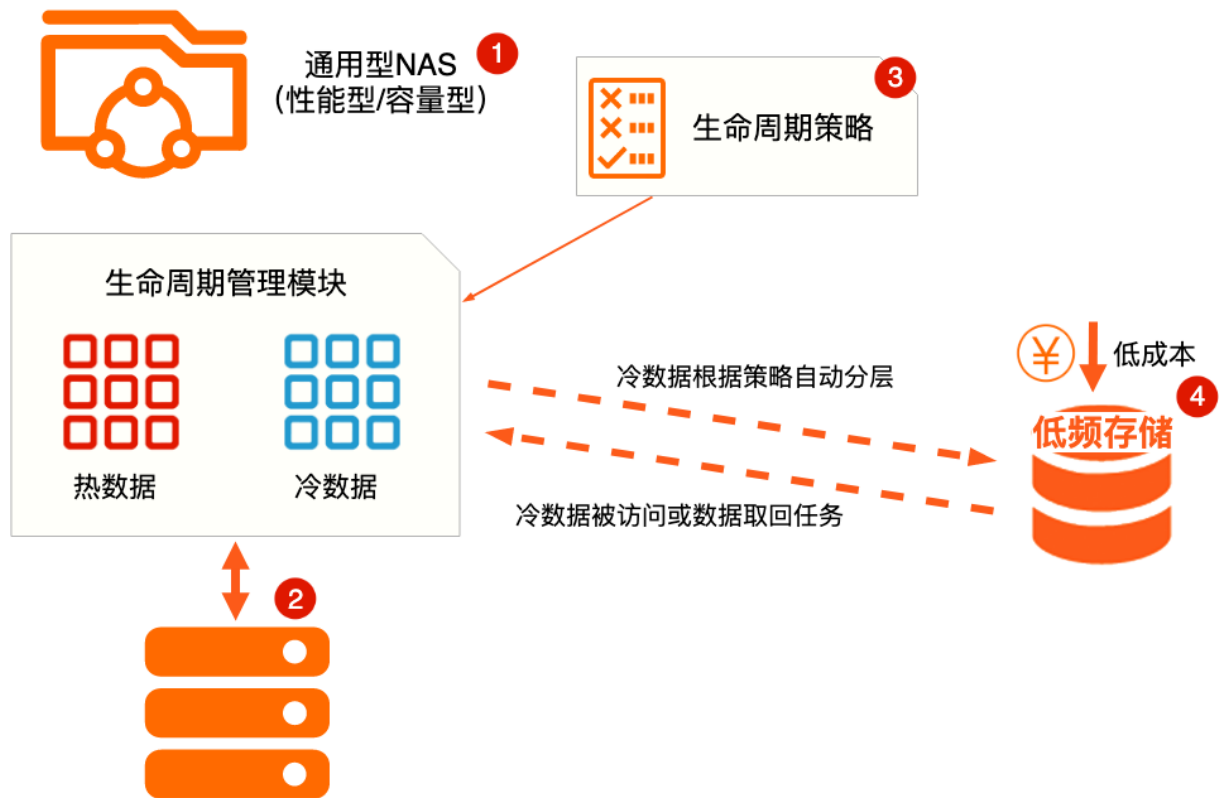 通用型NAS
（性能型/容量型）
1
3
生命周期策略
生命周期管理模块
热数据
冷数据
冷数据根据策略自动分层
冷数据被访问或数据取回任务
¥
低成本
4
低频存储
2